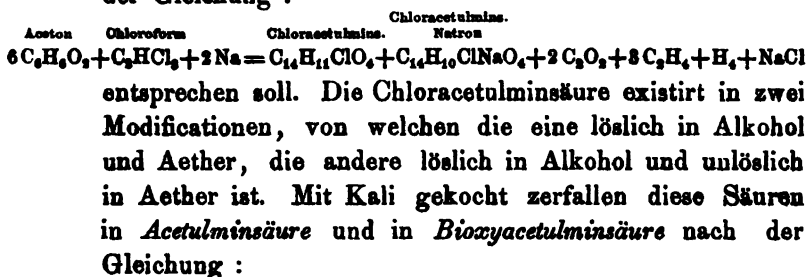 der Gleichung :
Chloracetulmins.
Aceton Chloroform Chloracetulmins. Natron
6C₆H₆O₂+C₂HCl₃+2Na=C₁₄H₁₁ClO₄+C₁₄H₁₀ClNaO₄+2C₂O₂+3C₂H₄+H₄+NaCl
entsprechen soll. Die Chloracetulminsäure existirt in zwei
Modificationen, von welchen die eine löslich in Alkohol
und Aether, die andere löslich in Alkohol und unlöslich
in Aether ist. Mit Kali gekocht zerfallen diese Säuren
in Acetulminsäure und in Bioxyacetulminsäure nach der
Gleichung :